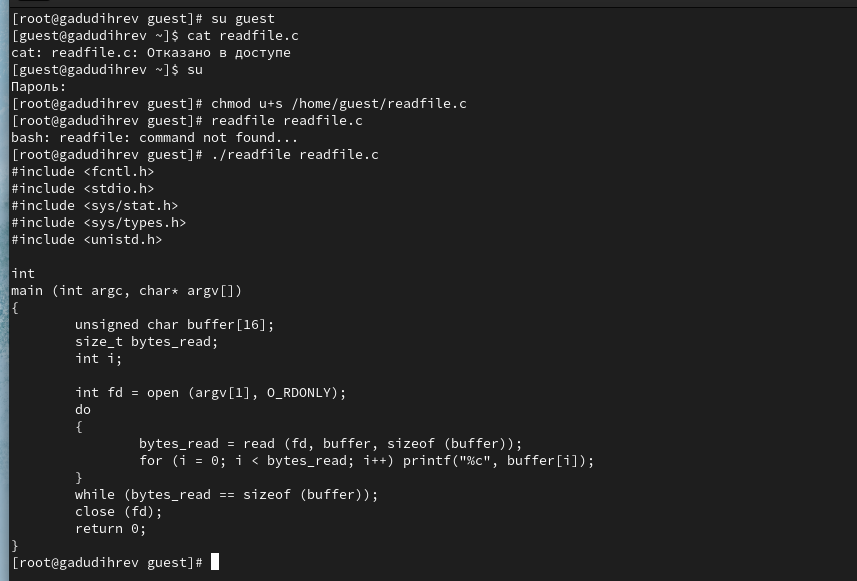 [root@gadudihrev guest]# su guest
[guest@gadudihrev ~]$ cat readfile.c
cat: readfile.c: Отказано в доступе
[guest@gadudihrev ~]$ su
Пароль:
[root@gadudihrev guest]# chmod u+s /home/guest/readfile.c
[root@gadudihrev guest]# readfile readfile.c
bash: readfile: command not found...
[root@gadudihrev guest]# ./readfile readfile.c
#include <fcntl.h>
#include <stdio.h>
#include <sys/stat.h>
#include <sys/types.h>
#include <unistd.h>

int
main (int argc, char* argv[])
{
        unsigned char buffer[16];
        size_t bytes_read;
        int i;

        int fd = open (argv[1], O_RDONLY);
        do
        {
                bytes_read = read (fd, buffer, sizeof (buffer));
                for (i = 0; i < bytes_read; i++) printf("%c", buffer[i]);
        }
        while (bytes_read == sizeof (buffer));
        close (fd);
        return 0;
}
[root@gadudihrev guest]#